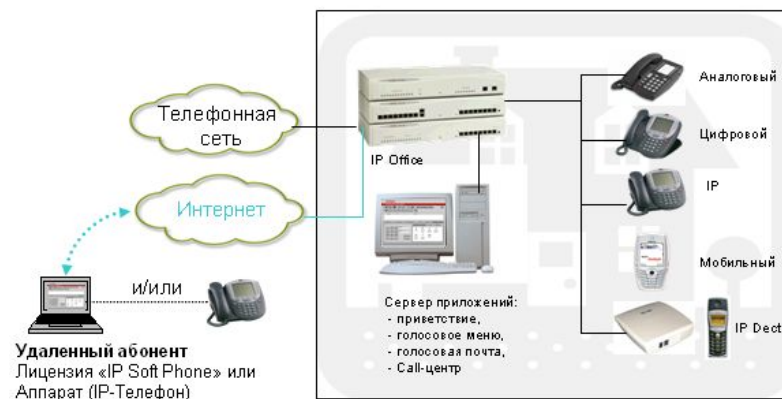 Телефонная
сеть
Интернет
и/или
Удаленный абонент
Лицензия «IP Soft Phone» или
Аппарат (IP-Телефон)
IP Office
Сервер приложений:
- приветствие,
- голосовое меню,
- голосовая почта,
- Call-центр
Аналоговый
Цифровой
IP
Мобильный
IP Dect